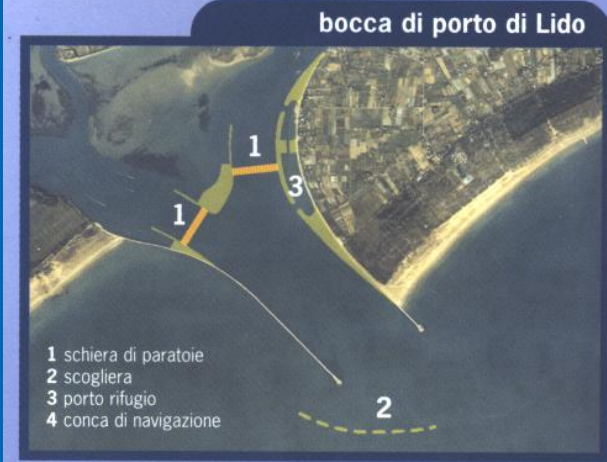 bocca di porto di Lido
1
3
1
2
1 schiera di paratoie
2 scogliera
3 porto rifugio
4 conca di navigazione